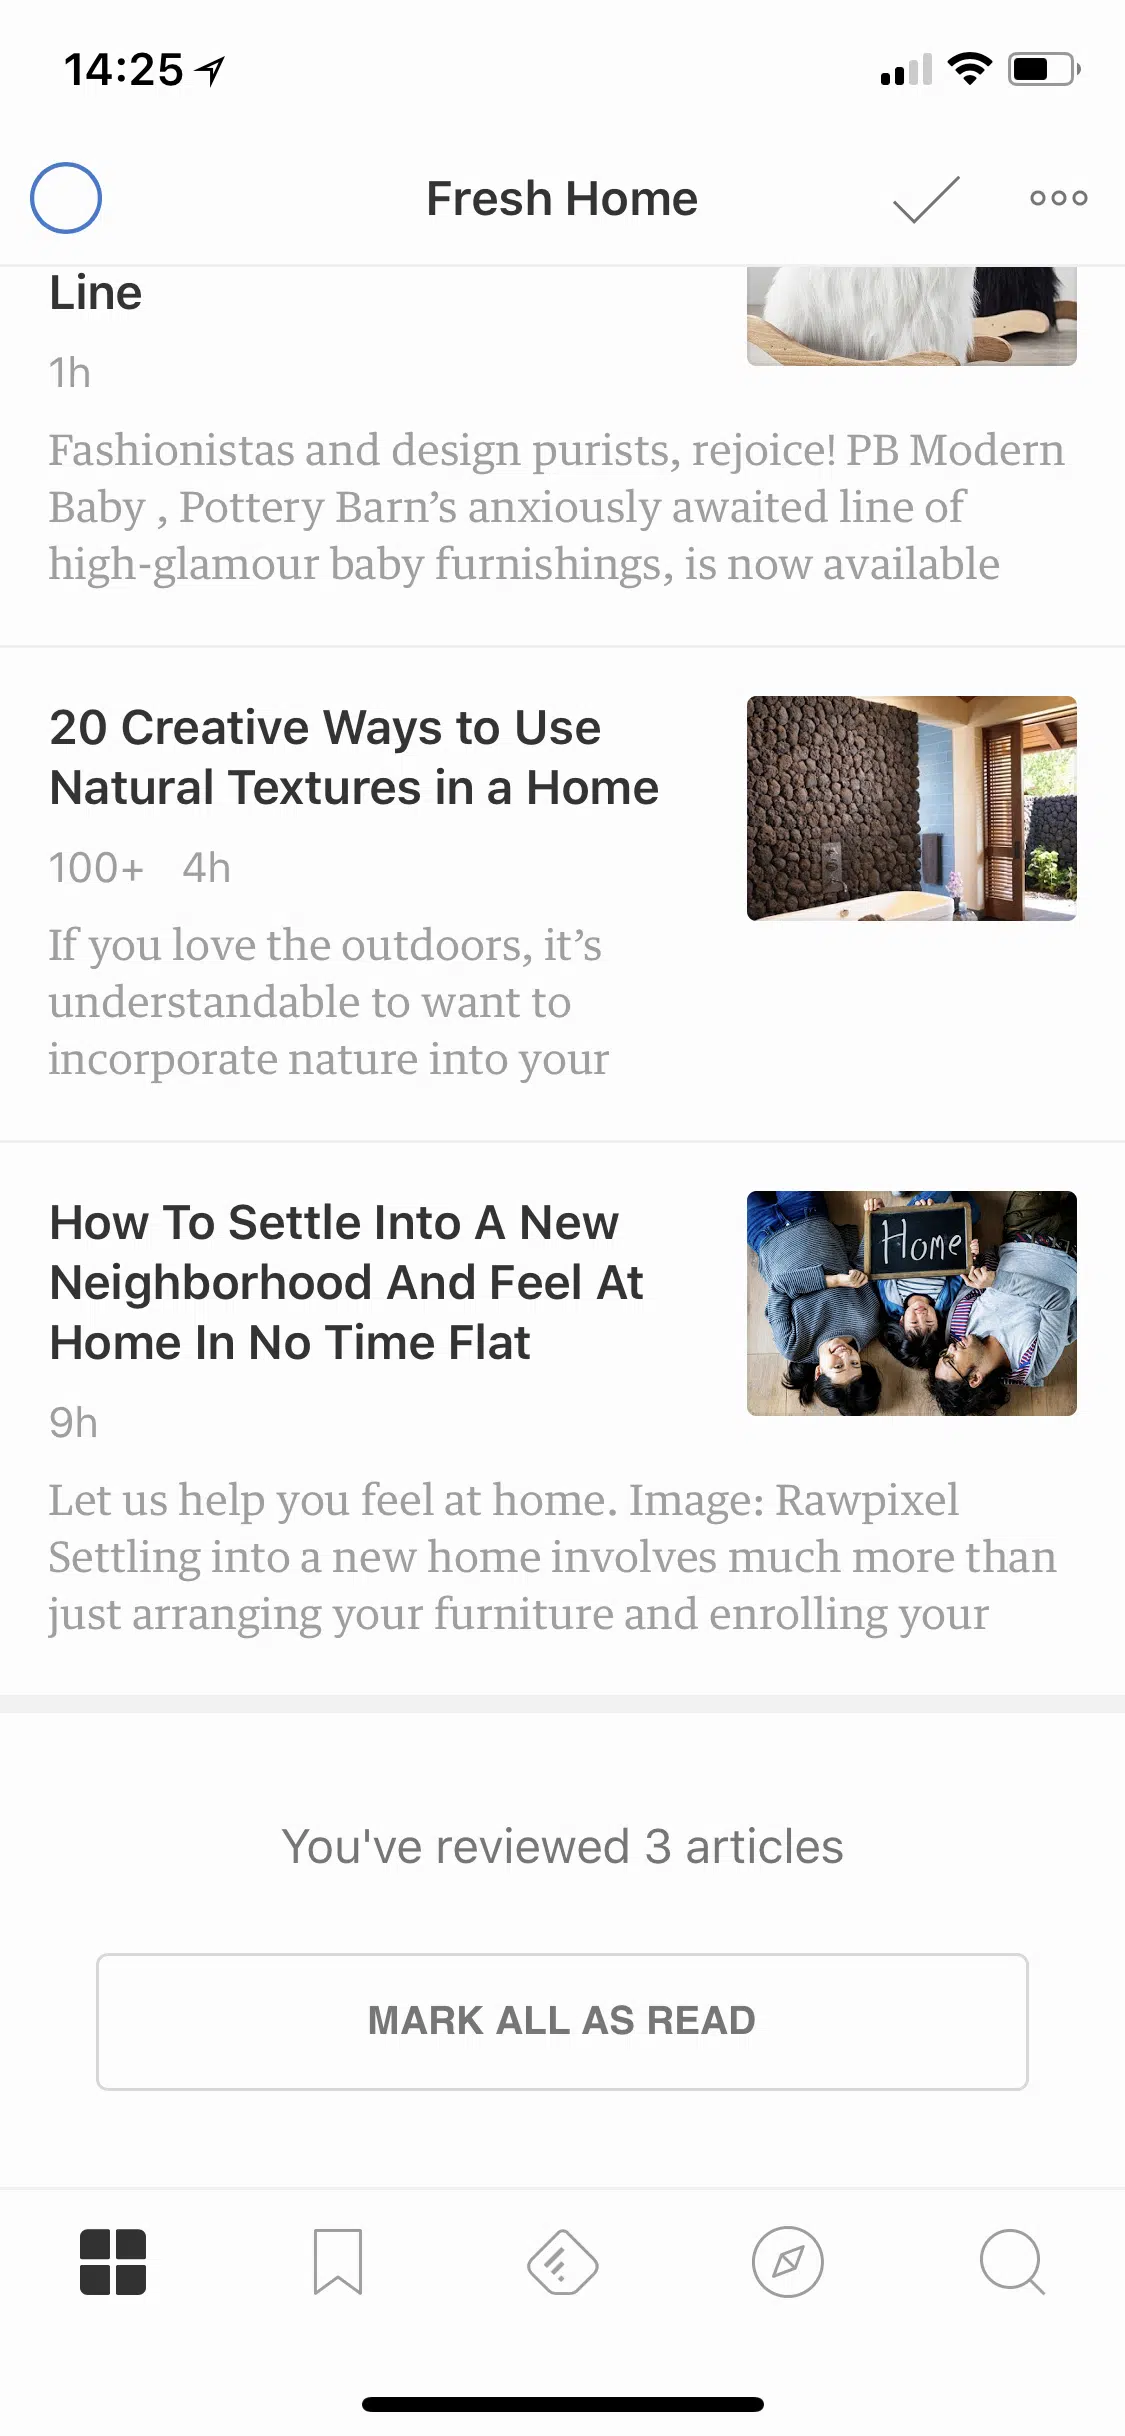 14:25
Fresh Home
Line
1h
Fashionistas and design purists, rejoice! PB Modern
Baby , Pottery Barn’s anxiously awaited line of
high-glamour baby furnishings, is now available
20 Creative Ways to Use
Natural Textures in a Home
100+ 4h
If you love the outdoors, it’s
understandable to want to
incorporate nature into your
How To Settle Into A New
Neighborhood And Feel At
Home In No Time Flat
Home
9h
Let us help you feel at home. Image: Rawpixel
Settling into a new home involves much more than
just arranging your furniture and enrolling your
You've reviewed 3 articles
MARK ALL AS READ